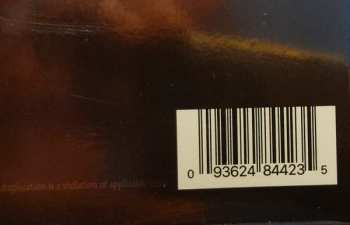 0 93624 84423 5
duplication is a violation of applicable